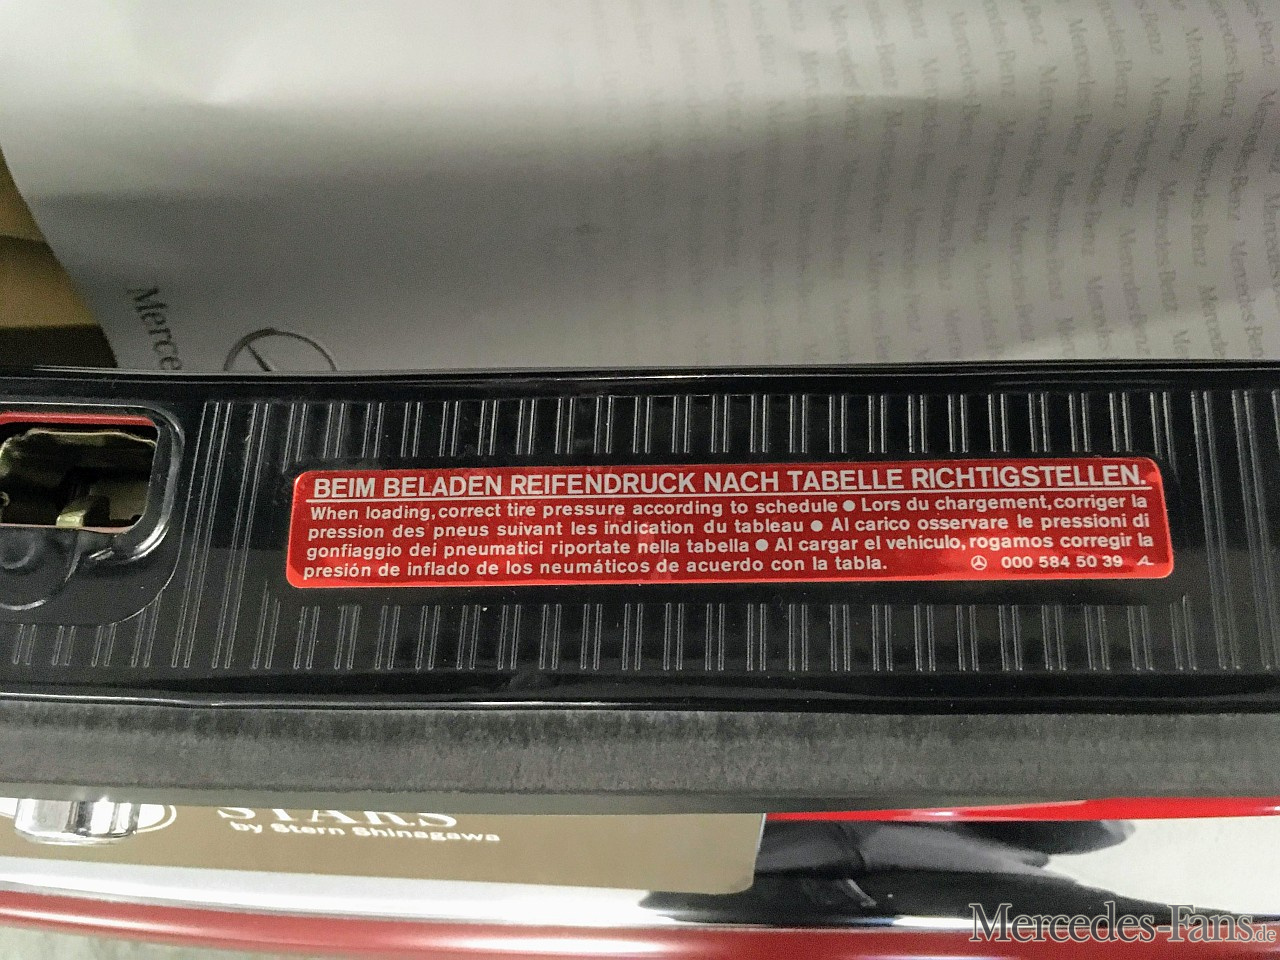 Merce
BEIM BELADEN REIFENDRUCK NACH TABELLE RICHTIGSTELLEN.
When loading, correct tire pressure according to schedule ● Lors du chargement, corriger la
pression des pneus suivant les indication du tableau ● Al carico osservare le pressioni di
gonfiaggio dei pneumatici riportate nella tabella ● Al cargar el vehículo, rogamos corregir la
presión de inflado de los neumáticos de acuerdo con la tabla.
000 584 50 39 A
STARS
by Stern Shinagawa
Mercedes-Fans.de